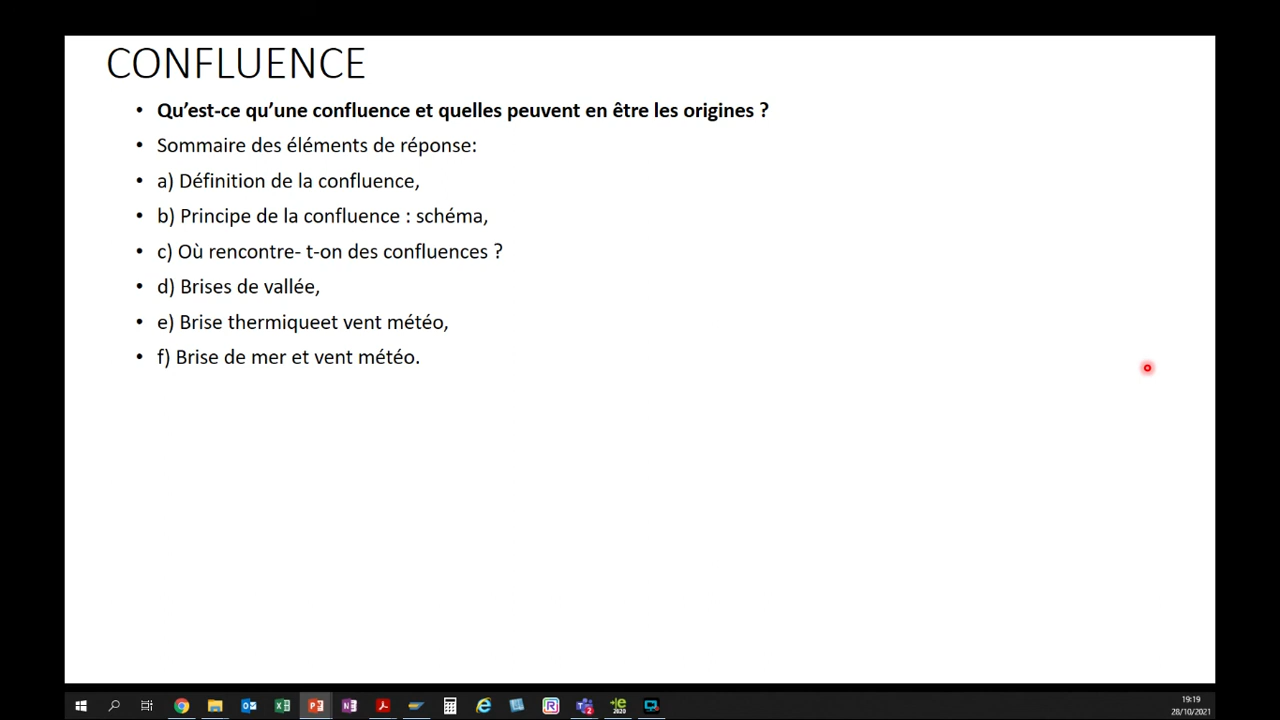 CONFLUENCE
• Qu’est-ce qu’une confluence et quelles peuvent en être les origines ?
• Sommaire des éléments de réponse:
• a) Définition de la confluence,
• b) Principe de la confluence : schéma,
• c) Où rencontre- t-on des confluences ?
• d) Brises de vallée,
• e) Brise thermiqueet vent météo,
• f) Brise de mer et vent météo.
19:19
28/10/2021